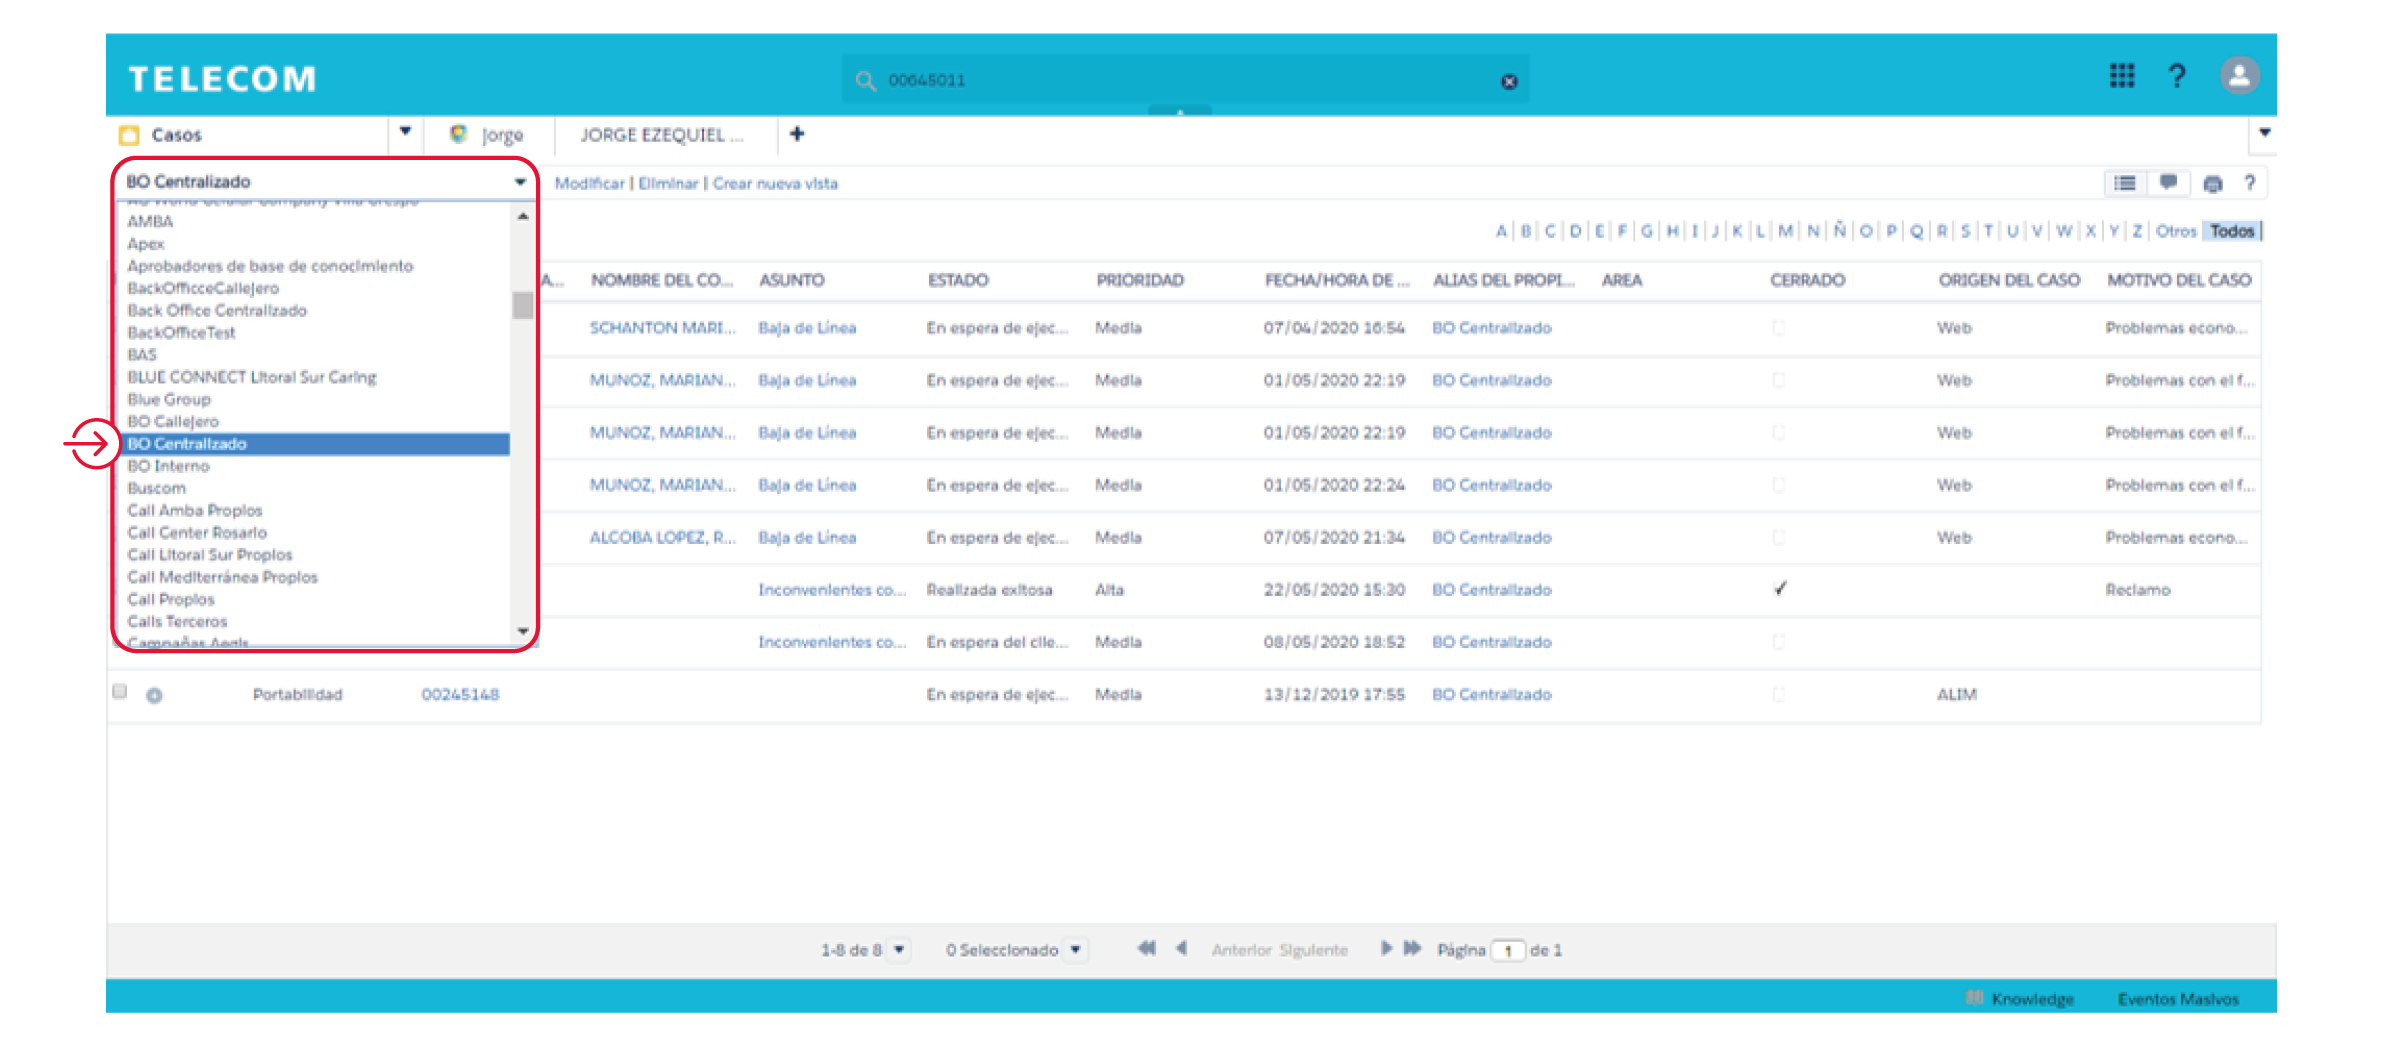 TELECOM
00645011
?
Casos
Jorge
JORGE EZEQUIEL ...
BO Centralizado
Modificar | Eliminar | Crear nueva vista
?
AMBA
Apex
Aprobadores de base de conocimiento
BackOfficceCallejero
Back Office Centralizado
BackOfficeTest
BAS
BLUE CONNECT Litoral Sur Caring
Blue Group
BO Callejero
BO Centralizado
BO Interno
Buscom
Call Amba Propios
Call Center Rosario
Call Litoral Sur Propios
Call Mediterránea Propios
Call Propios
Calls Terceros
Campañas Aegis
A | B | C | D | E | F | G | H | I | J | K | L | M | N | Ñ | O | P | Q | R | S | T | U | V | W | X | Y | Z | Otros | Todos
A... NOMBRE DEL CO... ASUNTO ESTADO PRIORIDAD FECHA/HORA DE ... ALIAS DEL PROPI... AREA CERRADO ORIGEN DEL CASO MOTIVO DEL CASO
SCHANTON MARI... Baja de Línea En espera de ejec... Media 07/04/2020 16:54 BO Centralizado Web Problemas econo...
MUNOZ, MARIAN... Baja de Línea En espera de ejec... Media 01/05/2020 22:19 BO Centralizado Web Problemas con el f...
MUNOZ, MARIAN... Baja de Línea En espera de ejec... Media 01/05/2020 22:19 BO Centralizado Web Problemas con el f...
MUNOZ, MARIAN... Baja de Línea En espera de ejec... Media 01/05/2020 22:24 BO Centralizado Web Problemas con el f...
ALCOBA LOPEZ, R... Baja de Línea En espera de ejec... Media 07/05/2020 21:34 BO Centralizado Web Problemas econo...
Inconvenientes co... Realizada exitosa Alta 22/05/2020 15:30 BO Centralizado Reclamo
Inconvenientes co... En espera del clie... Media 08/05/2020 18:52 BO Centralizado
Portabilidad 00245148 En espera de ejec... Media 13/12/2019 17:55 BO Centralizado ALIM
1-8 de 8 0 Seleccionado Anterior Siguiente Página 1 de 1
Knowledge Eventos Masivos